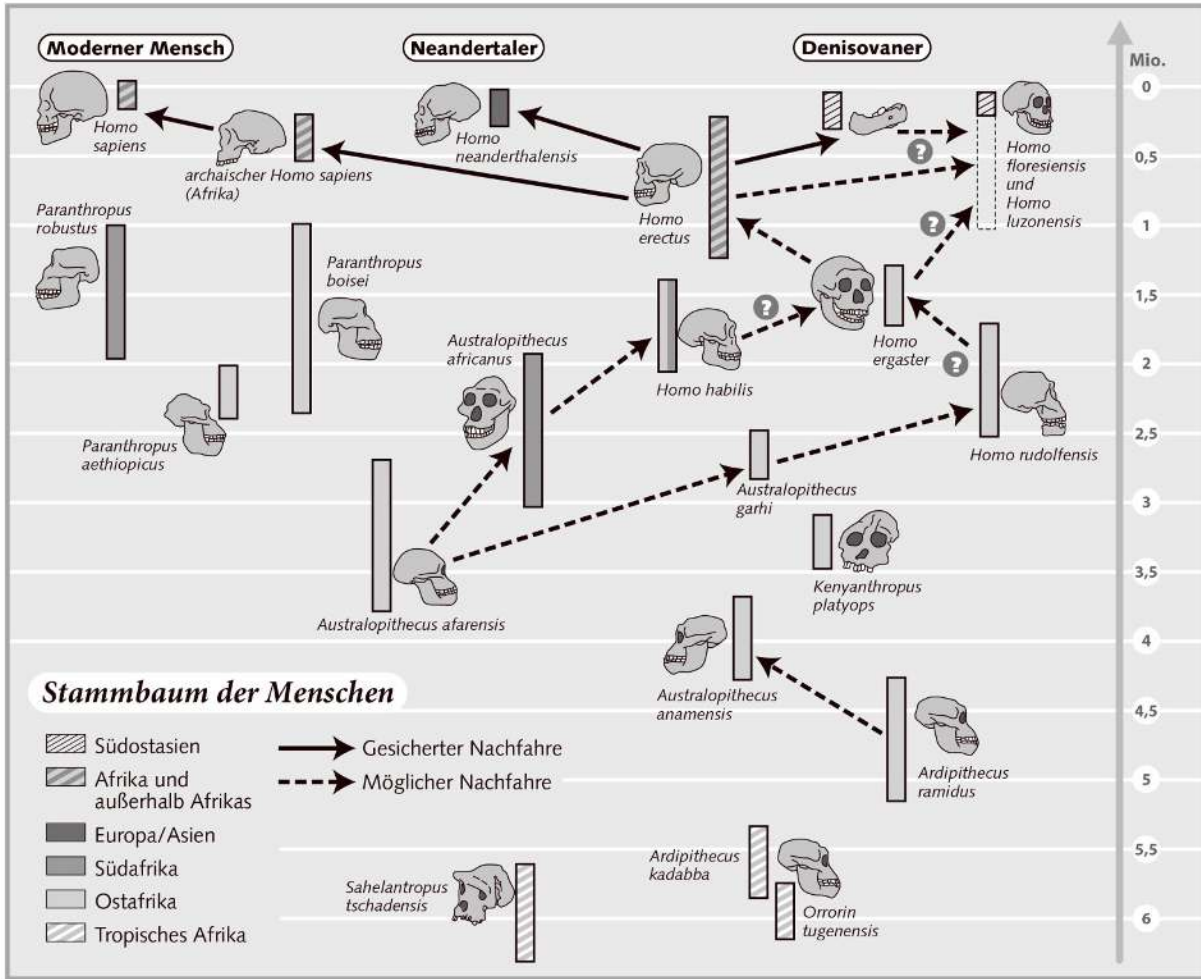 Moderner Mensch
Neandertaler
Denisovaner
Mio.
0
Homo
sapiens
archaischer Homo sapiens
(Afrika)
Homo
neanderthalensis
Homo
erectus
?
Homo
floresiensis
und
Homo
luzonensis
0,5
Paranthropus
robustus
Paranthropus
boisei
?
1
Australopithecus
africanus
Homo habilis
?
Homo
ergaster
1,5
?
2
Paranthropus
aethiopicus
Homo rudolfensis
2,5
Australopithecus
garhi
3
Kenyanthropus
platyops
3,5
Australopithecus afarensis
4
Australopithecus
anamensis
4,5
Ardipithecus
ramidus
5
Ardipithecus
kadabba
5,5
Sahelantropus
tschadensis
Orrorin
tugenensis
6
Stammbaum der Menschen
Südostasien
Afrika und
außerhalb Afrikas
Europa/Asien
Südafrika
Ostafrika
Tropisches Afrika
Gesicherter Nachfahre
Möglicher Nachfahre